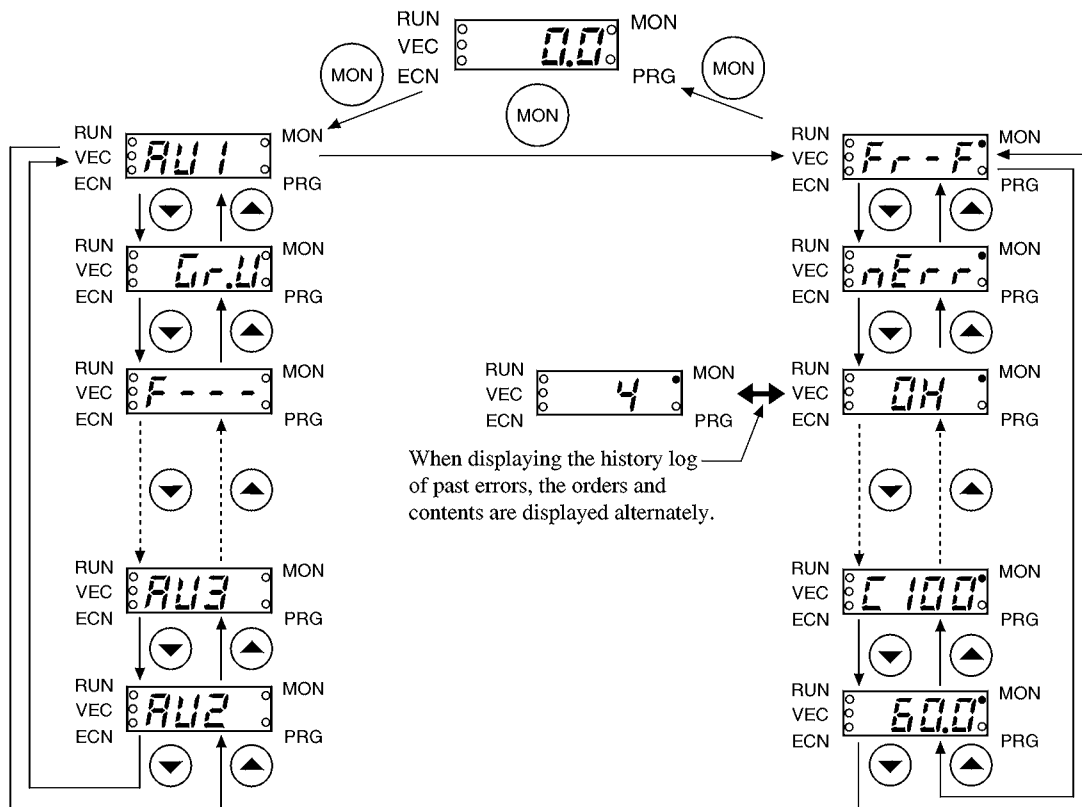 RUN
VEC
ECN
0.0
MON
PRG
MON
MON
MON
RUN
VEC
ECN
AU1
MON
PRG
RUN
VEC
ECN
Fr-F
MON
PRG
RUN
VEC
ECN
Gr.U
MON
PRG
RUN
VEC
ECN
nErr
MON
PRG
RUN
VEC
ECN
F---
MON
PRG
RUN
VEC
ECN
4
MON
PRG
RUN
VEC
ECN
OH
MON
PRG
When displaying the history log
of past errors, the orders and
contents are displayed alternately.
RUN
VEC
ECN
AU3
MON
PRG
RUN
VEC
ECN
C100
MON
PRG
RUN
VEC
ECN
AU2
MON
PRG
RUN
VEC
ECN
60.0
MON
PRG